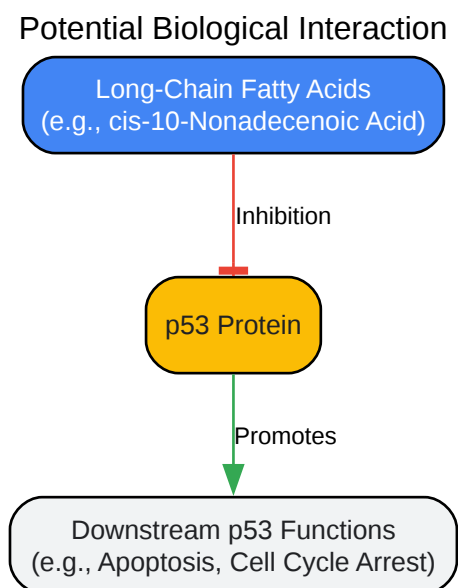 Potential Biological Interaction
Long-Chain Fatty Acids
(e.g., cis-10-Nonadecenoic Acid)
Inhibition
p53 Protein
Promotes
Downstream p53 Functions
(e.g., Apoptosis, Cell Cycle Arrest)